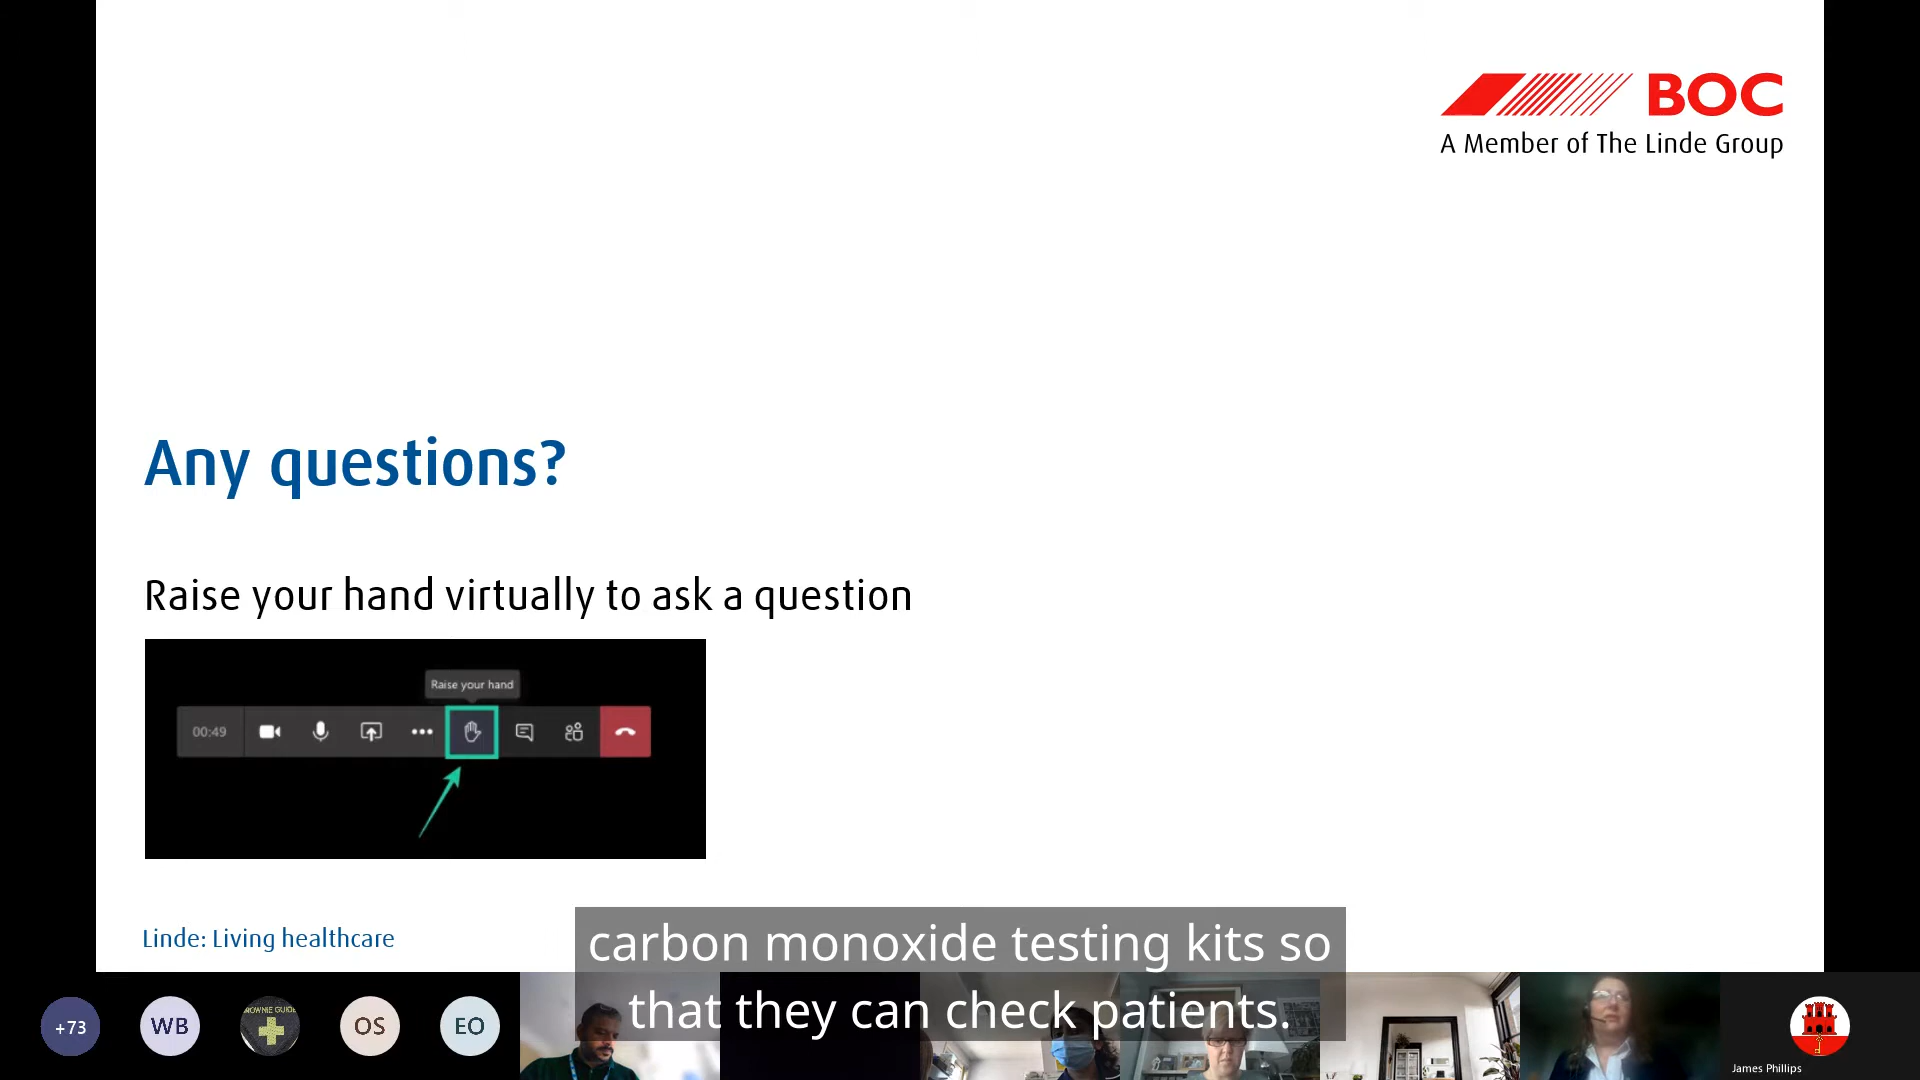 BOC
A Member of The Linde Group
Any questions?
Raise your hand virtually to ask a question
Raise your hand
00:49
Linde: Living healthcare
carbon monoxide testing kits so
that they can check patients.
+73
WB
ROWNIE GUID
OS
EO
James Phillips